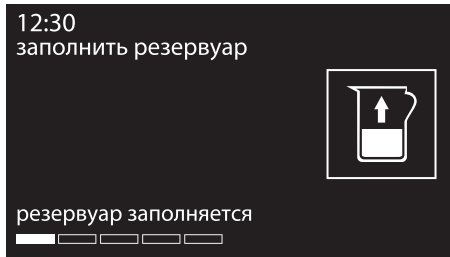 12:30
заполнить резервуар
резервуар заполняется